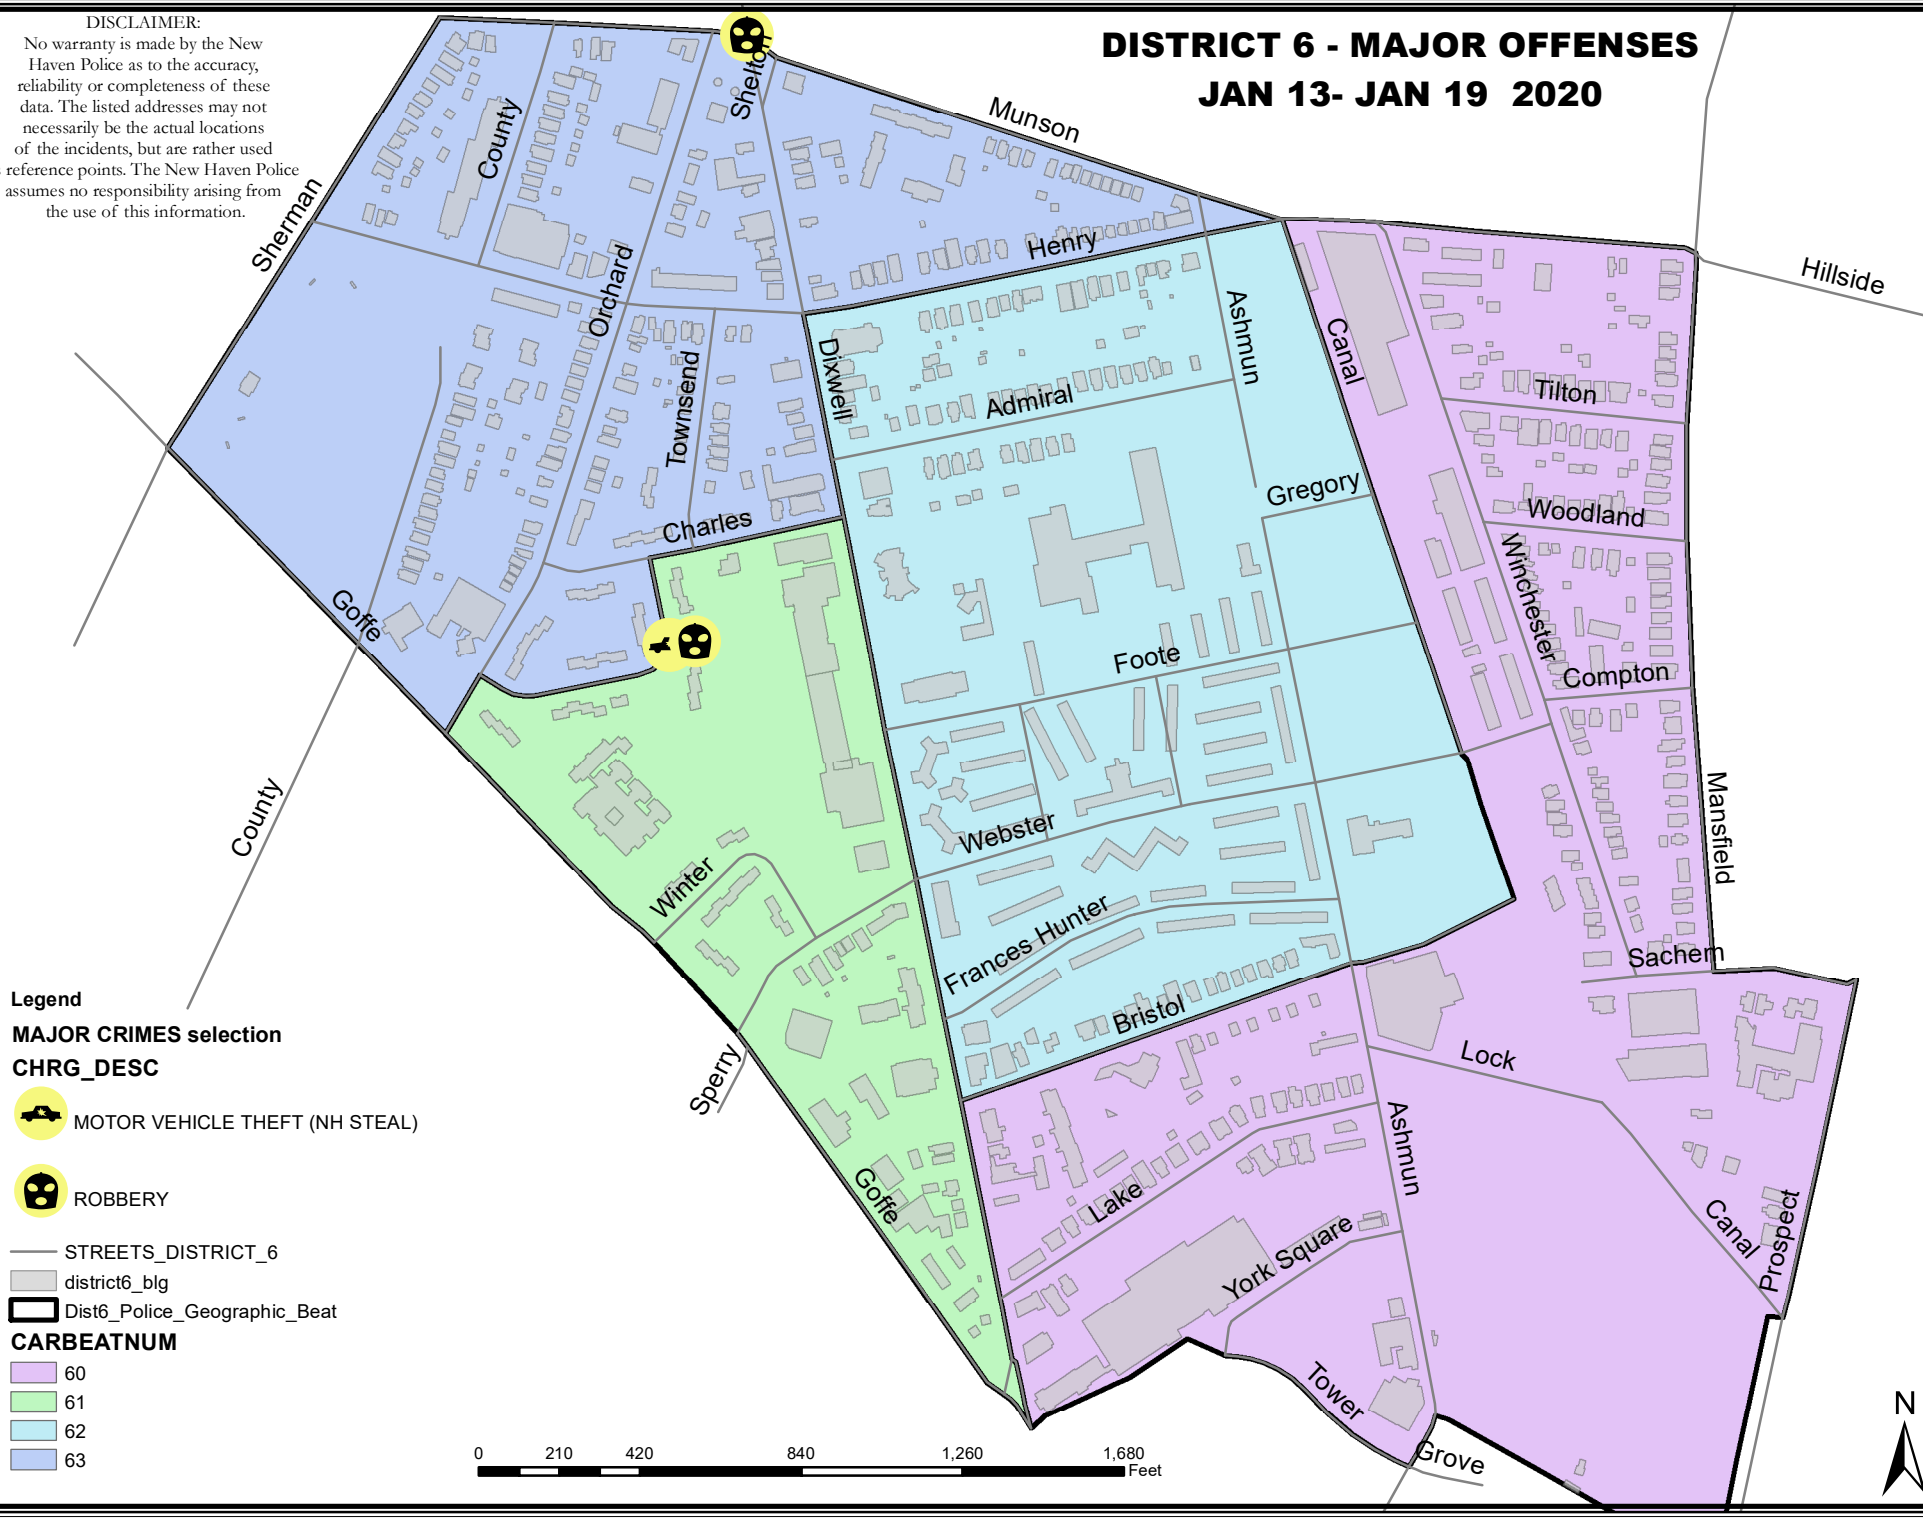 DISCLAIMER:
No warranty is made by the New
Haven Police as to the accuracy,
reliability or completeness of these
data. The listed addresses may not
necessarily be the actual locations
of the incidents, but are rather used
reference points. The New Haven Police
assumes no responsibility arising from
the use of this information.
DISTRICT 6 - MAJOR OFFENSES
JAN 13- JAN 19 2020
Shelton
Munson
County
Sherman
Henry
Orchard
Hillside
Ashmun
Canal
Dixwell
Townsend
Admiral
Tilton
Gregory
Charles
Woodland
Winchester
Goffe
Foote
Compton
County
Webster
Mansfield
Winter
Frances Hunter
Sachem
Bristol
Sperry
Lock
Ashmun
Goffe
Lake
Canal
Prospect
York Square
Tower
Grove
Legend
MAJOR CRIMES selection
CHRG_DESC
MOTOR VEHICLE THEFT (NH STEAL)
ROBBERY
STREETS_DISTRICT_6
district6_blg
Dist6_Police_Geographic_Beat
CARBEATNUM
60
61
62
63
0 210 420 840 1,260 1,680
Feet
N